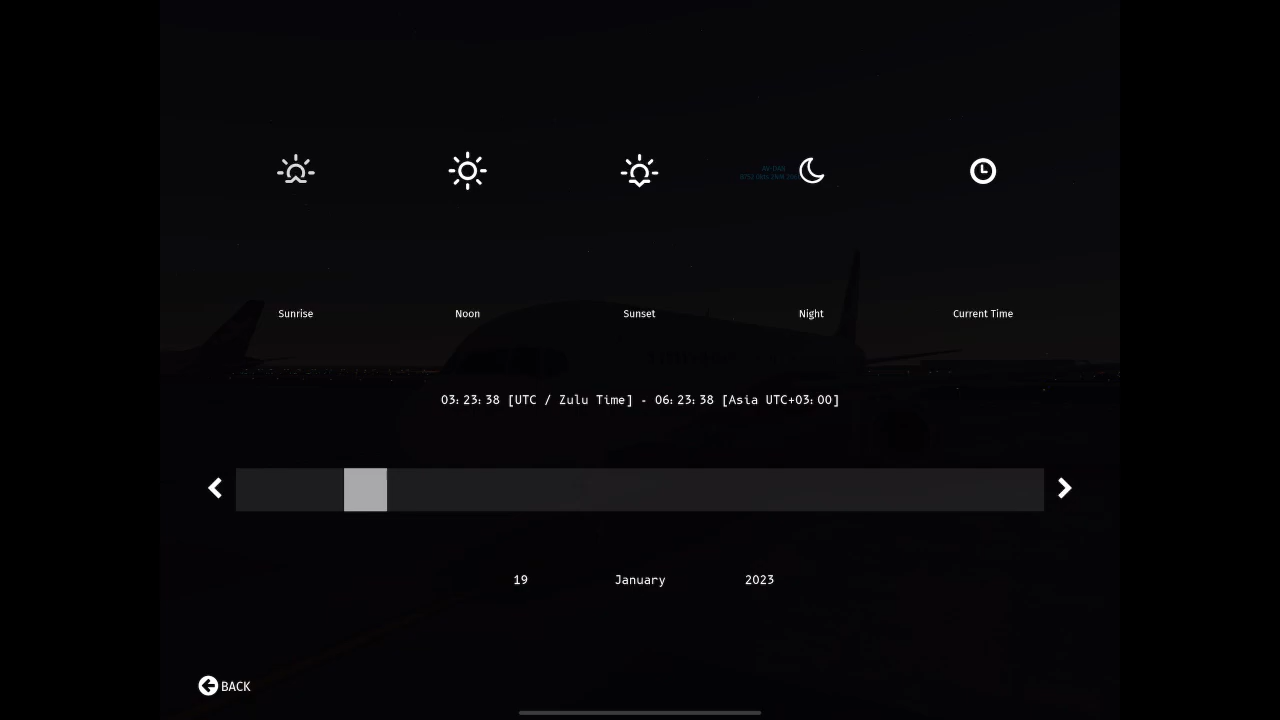 Sunrise
Noon
Sunset
Night
Current Time
03:23:38 [UTC / Zulu Time] - 06:23:38 [Asia UTC+03:00]
19 January 2023
BACK